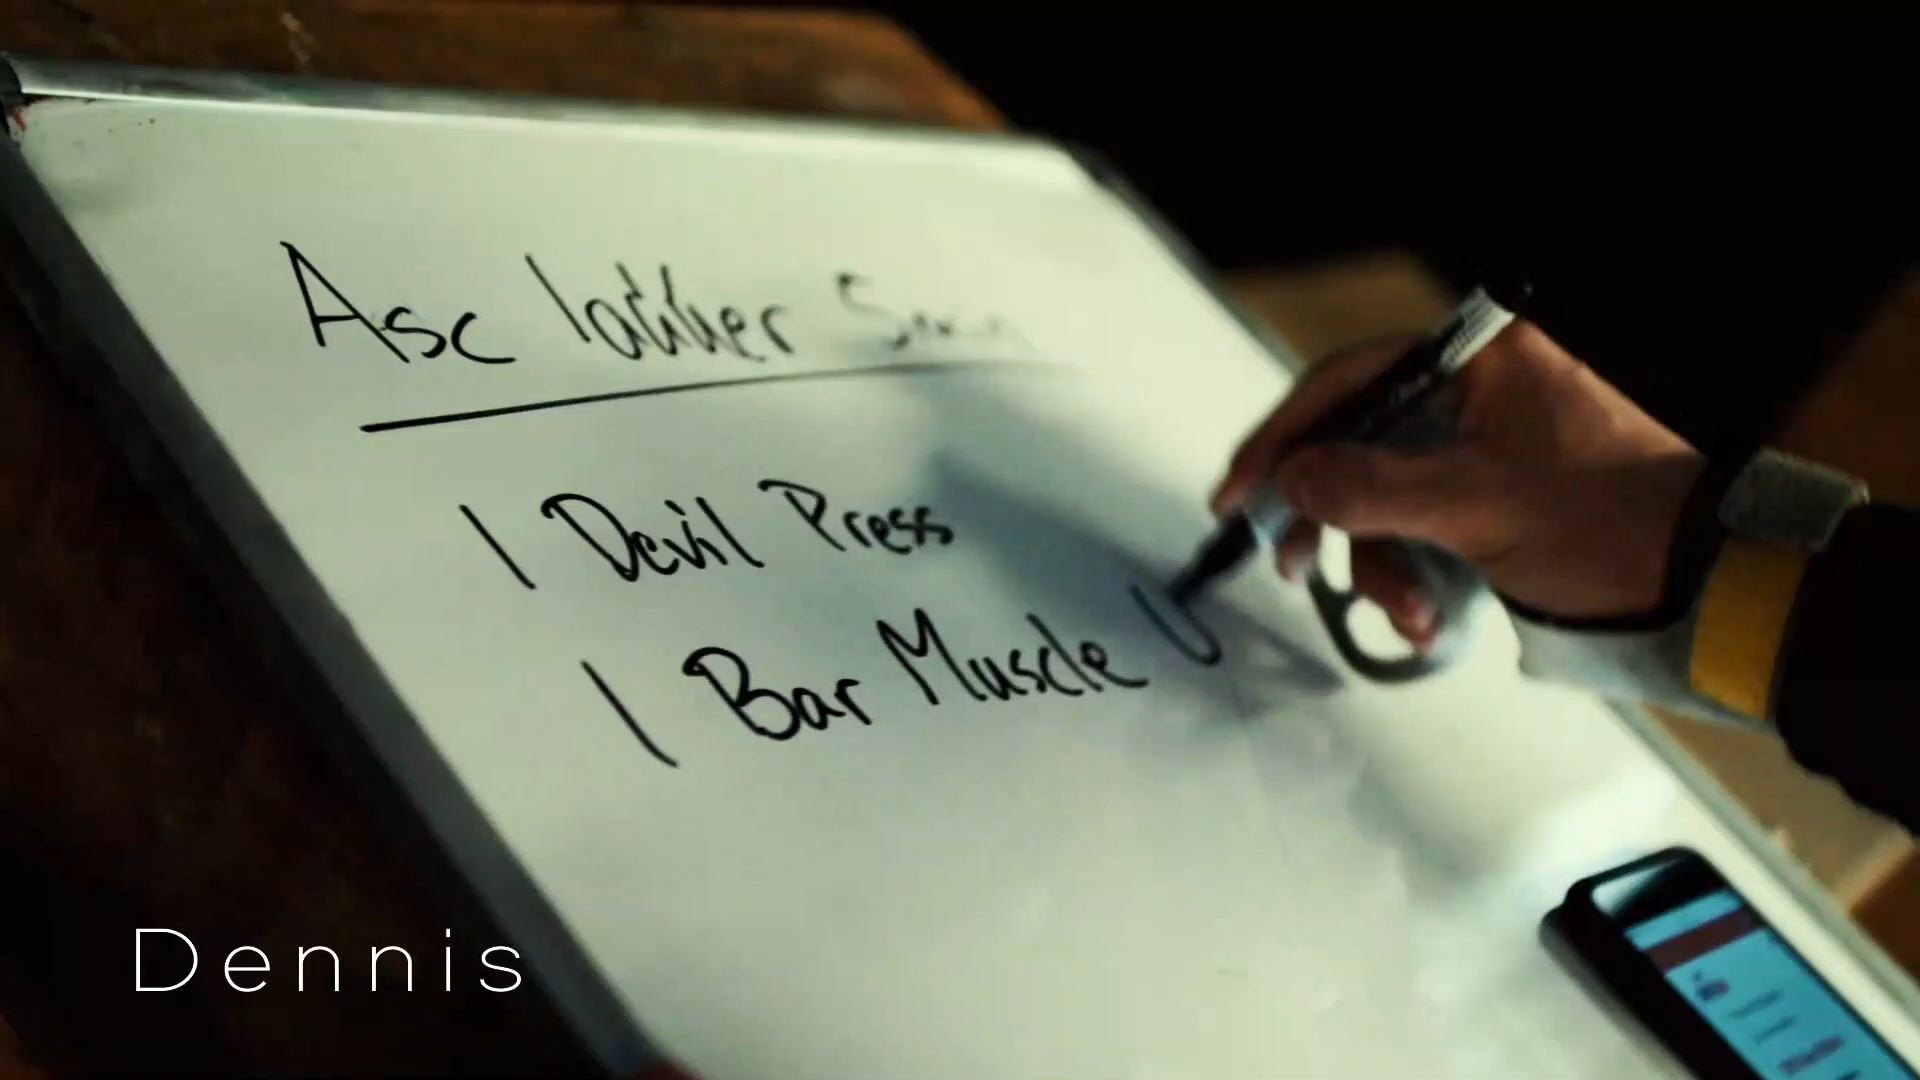 Asc ladder
1 Devil Press
1 Bar Muscle U
Dennis